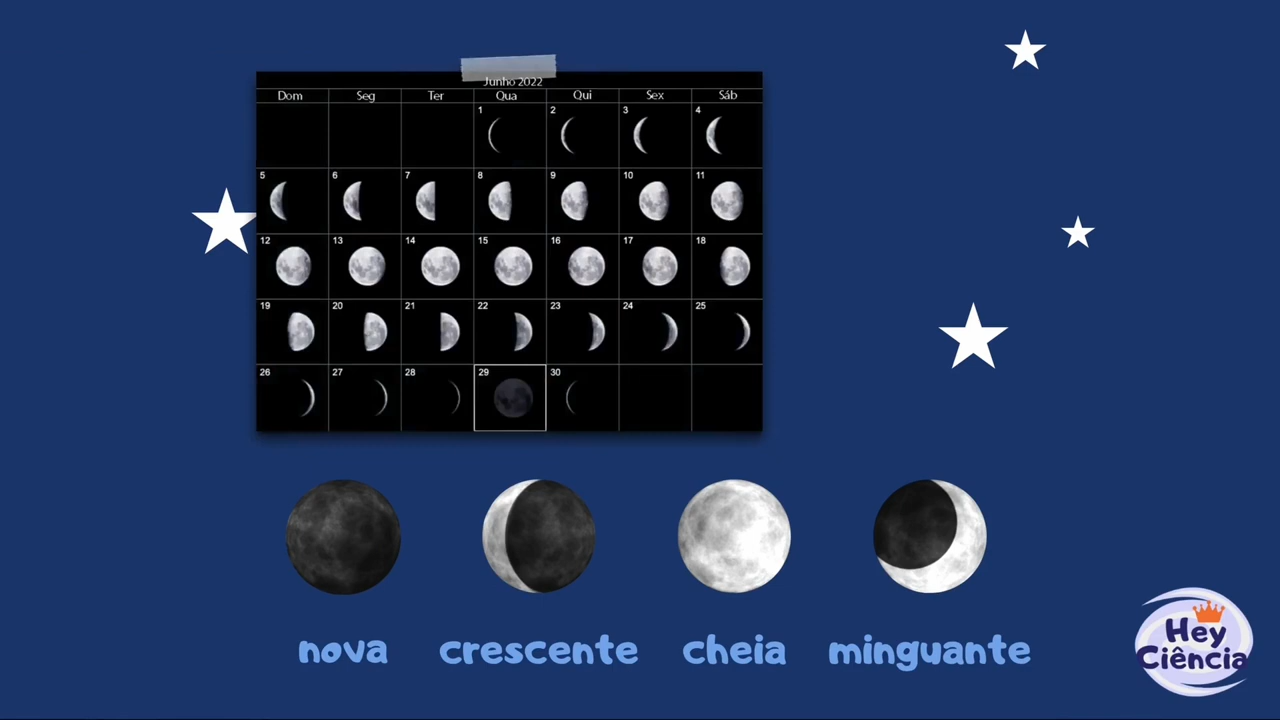 Junho 2022
Dom Seg Ter Qua Qui Sex Sáb
1 2 3 4
5 6 7 8 9 10 11
12 13 14 15 16 17 18
19 20 21 22 23 24 25
26 27 28 29 30
nova crescente cheia minguante
Hey
Ciência